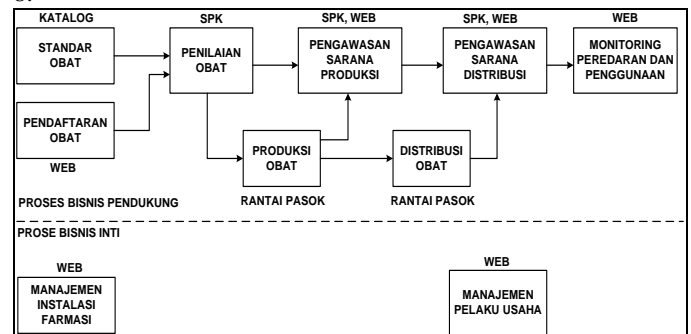 KATALOG
SPK
SPK, WEB
SPK, WEB
WEB
STANDAR
OBAT
PENILAIAN
OBAT
PENGAWASAN
SARANA
PRODUKSI
PENGAWASAN
SARANA
DISTRIBUSI
MONITORING
PEREDARAN DAN
PENGGUNAAN
PENDAFTARAN
OBAT
WEB
PRODUKSI
OBAT
DISTRIBUSI
OBAT
RANTAI PASOK
RANTAI PASOK
PROSES BISNIS PENDUKUNG
PROSE BISNIS INTI
WEB
MANAJEMEN
INSTALASI
FARMASI
WEB
MANAJEMEN
PELAKU USAHA